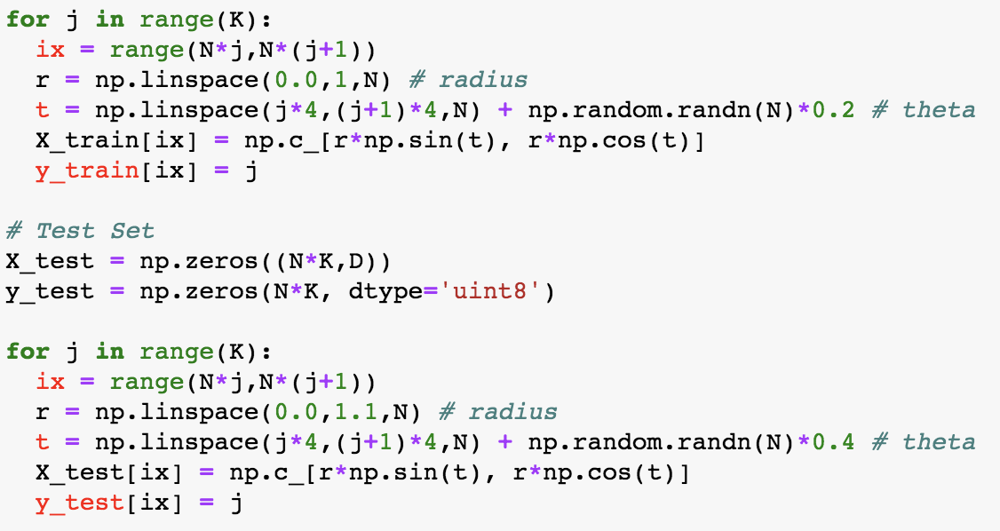 for j in range(K):
  ix = range(N*j,N*(j+1))
  r = np.linspace(0.0,1,N) # radius
  t = np.linspace(j*4,(j+1)*4,N) + np.random.randn(N)*0.2 # theta
  X_train[ix] = np.c_[r*np.sin(t), r*np.cos(t)]
  y_train[ix] = j

# Test Set
X_test = np.zeros((N*K,D))
y_test = np.zeros(N*K, dtype='uint8')

for j in range(K):
  ix = range(N*j,N*(j+1))
  r = np.linspace(0.0,1.1,N) # radius
  t = np.linspace(j*4,(j+1)*4,N) + np.random.randn(N)*0.4 # theta
  X_test[ix] = np.c_[r*np.sin(t), r*np.cos(t)]
  y_test[ix] = j